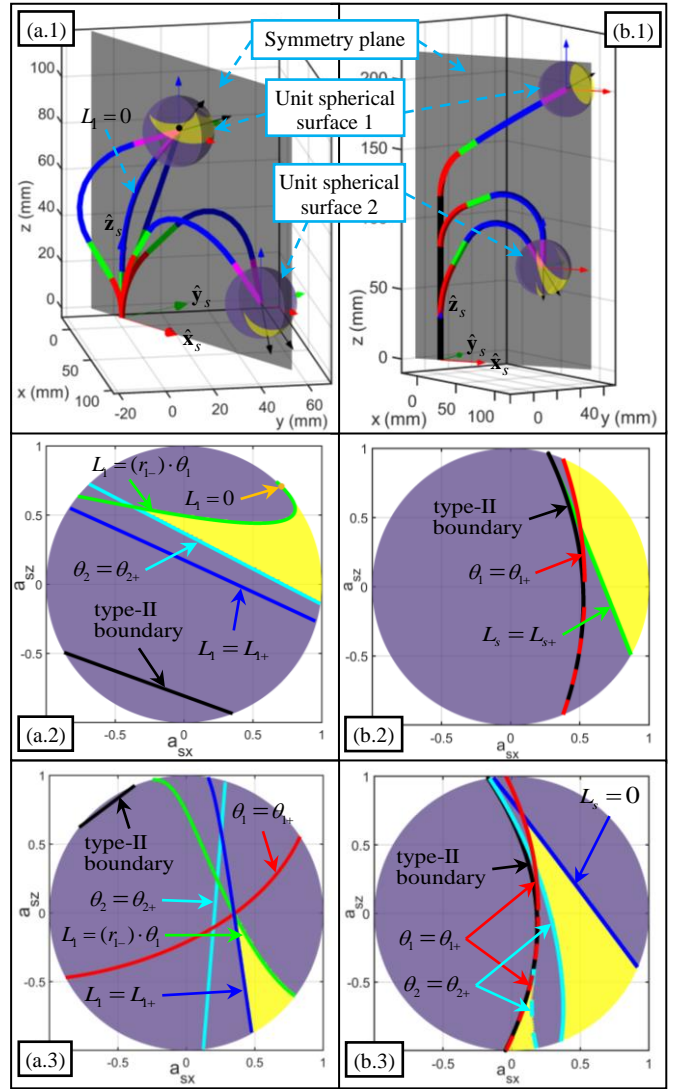 (a.1)
Symmetry plane
Unit spherical
surface 1
Unit spherical
surface 2
L₁ = 0
ẑₛ
ŷₛ
x̂ₛ
z (mm)
100
80
60
40
20
0
x (mm)
0
50
100
y (mm)
-20
0
20
40
60
(b.1)
z (mm)
200
150
100
50
0
ẑₛ
ŷₛ
x̂ₛ
x (mm)
0
50
100
y (mm)
0
40
(a.2)
L₁ = (r₁₋)·θ₁
L₁ = 0
θ₂ = θ₂₊
type-II
boundary
L₁ = L₁₊
a_sz
1
0.5
0
-0.5
-0.5
0
0.5
1
a_sx
(b.2)
type-II
boundary
θ₁ = θ₁₊
Lₛ = Lₛ₊
a_sz
1
0.5
0
-0.5
-0.5
0
0.5
1
a_sx
(a.3)
type-II
boundary
θ₁ = θ₁₊
θ₂ = θ₂₊
L₁ = (r₁₋)·θ₁
L₁ = L₁₊
a_sz
1
0.5
0
-0.5
-0.5
0
0.5
1
a_sx
(b.3)
Lₛ = 0
type-II
boundary
θ₁ = θ₁₊
θ₂ = θ₂₊
a_sz
1
0.5
0
-0.5
-0.5
0
0.5
1
a_sx